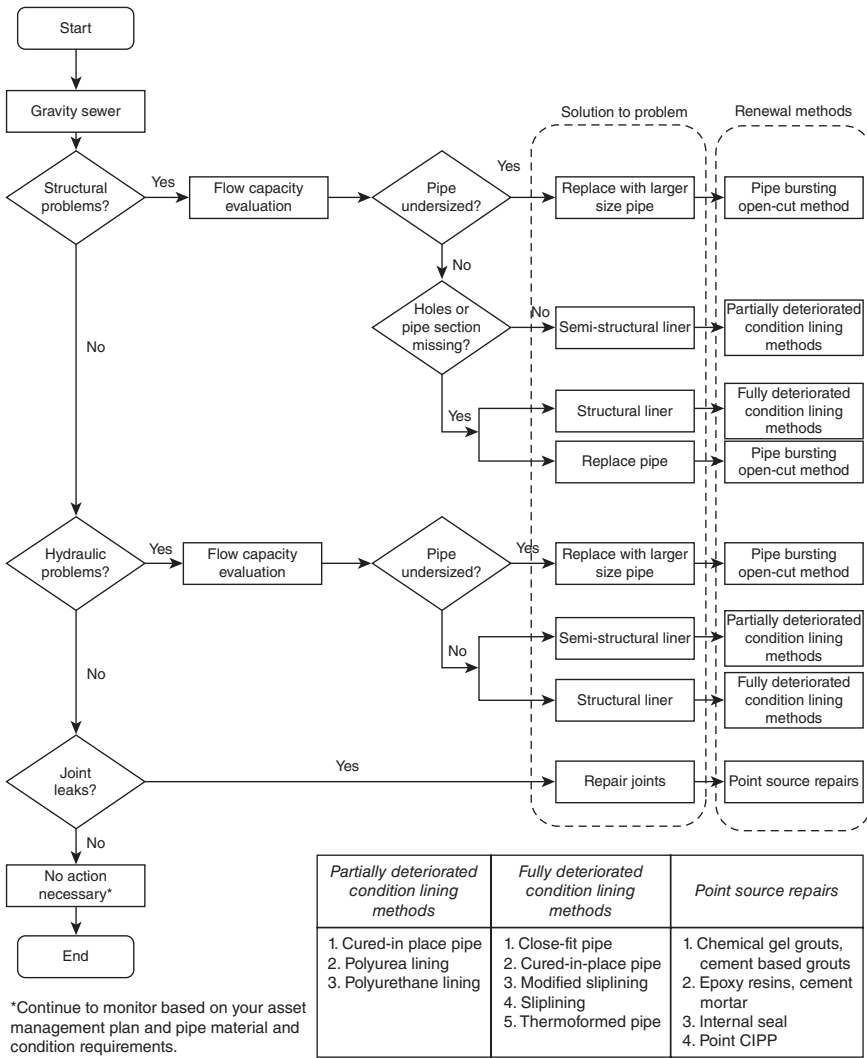 Start
Gravity sewer
Solution to problem
Renewal methods
Structural
problems?
Yes
Flow capacity
evaluation
Pipe
undersized?
Yes
Replace with larger
size pipe
Pipe bursting
open-cut method
No
Holes or
pipe section
missing?
No
Semi-structural liner
Partially deteriorated
condition lining
methods
No
Yes
Structural liner
Fully deteriorated
condition lining
methods
Replace pipe
Pipe bursting
open-cut method
Hydraulic
problems?
Yes
Flow capacity
evaluation
Pipe
undersized?
Yes
Replace with larger
size pipe
Pipe bursting
open-cut method
No
Semi-structural liner
Partially deteriorated
condition lining
methods
Structural liner
Fully deteriorated
condition lining
methods
No
Joint
leaks?
Yes
Repair joints
Point source repairs
No
No action
necessary*
End
*Continue to monitor based on your asset
management plan and pipe material and
condition requirements.
Partially deteriorated
condition lining
methods
1. Cured-in place pipe
2. Polyurea lining
3. Polyurethane lining
Fully deteriorated
condition lining
methods
1. Close-fit pipe
2. Cured-in-place pipe
3. Modified sliplining
4. Sliplining
5. Thermoformed pipe
Point source repairs
1. Chemical gel grouts,
cement based grouts
2. Epoxy resins, cement
mortar
3. Internal seal
4. Point CIPP